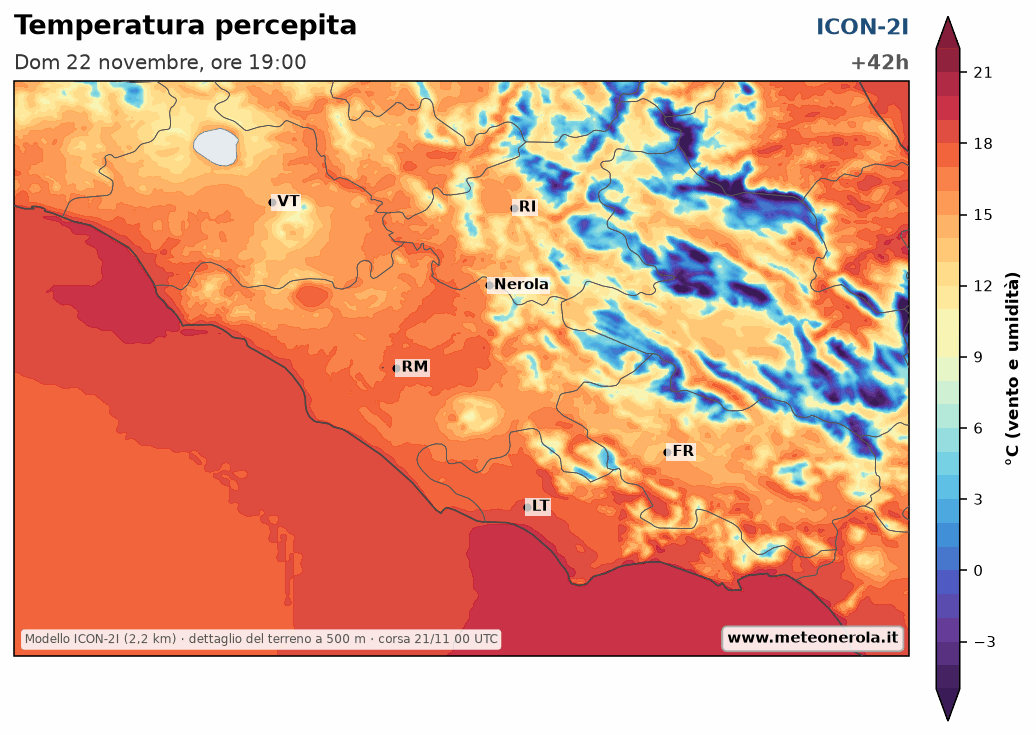 Temperatura percepita
ICON-2I
Dom 22 novembre, ore 19:00
+42h
VT
RI
Nerola
RM
FR
LT
21
18
15
12
9
6
3
0
−3
°C (vento e umidità)
Modello ICON-2I (2,2 km) · dettaglio del terreno a 500 m · corsa 21/11 00 UTC
www.meteonerola.it